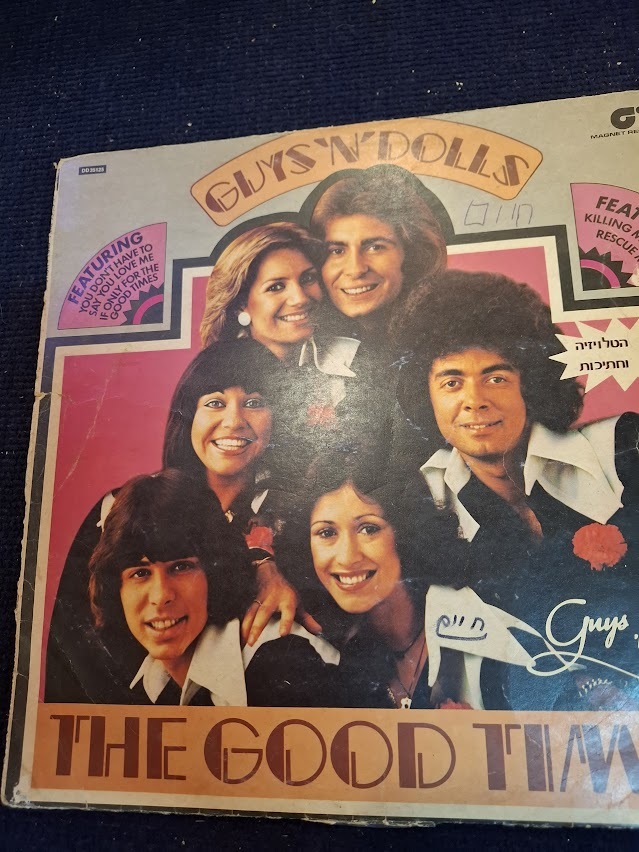 DD 25125
GUYS 'N' DOLLS
MAGNET RE
FEATURING
YOU DON'T HAVE TO
SAY YOU LOVE ME
IF ONLY FOR THE
GOOD TIMES
FEAT
KILLING M
RESCUE
חיים
הטלויזיה
וחתיכות
חיים
Guys
THE GOOD TIM